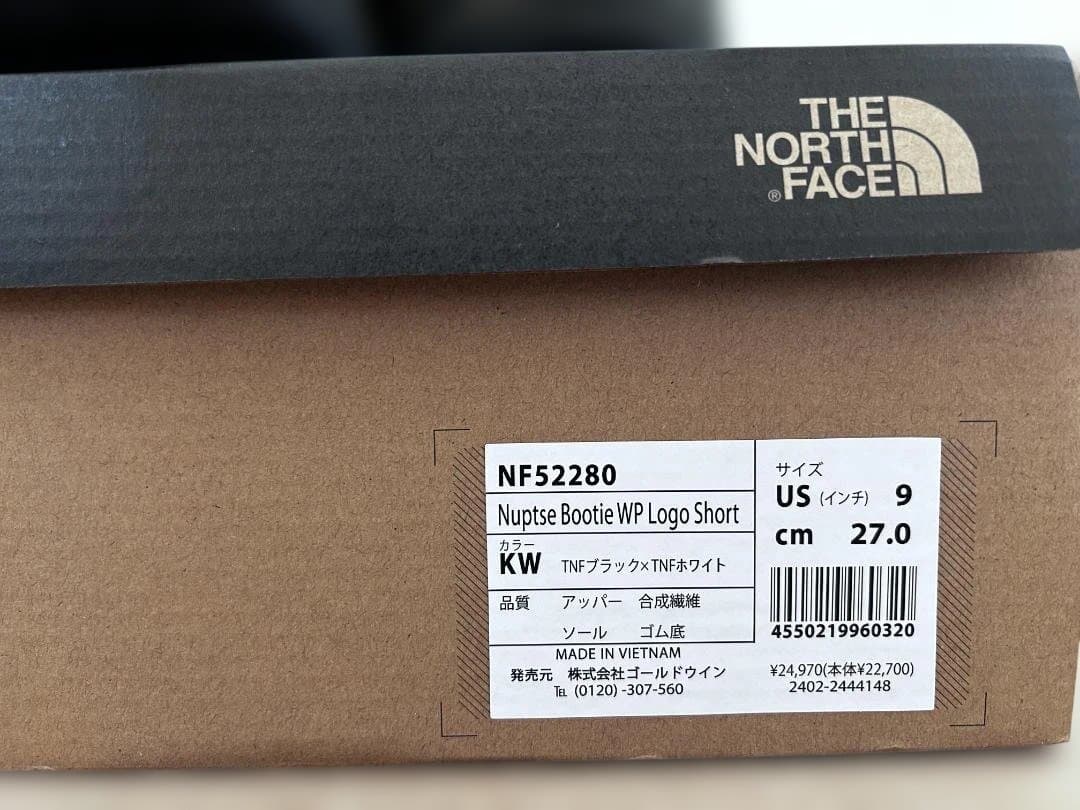 THE
NORTH
® FACE
NF52280
Nuptse Bootie WP Logo Short
カラー
KW TNFブラック×TNFホワイト
品質 アッパー 合成繊維
ソール ゴム底
MADE IN VIETNAM
発売元 株式会社ゴールドウイン
℡ (0120) -307-560
サイズ
US (インチ) 9
cm 27.0
4550219960320
¥24,970(本体¥22,700)
2402-2444148